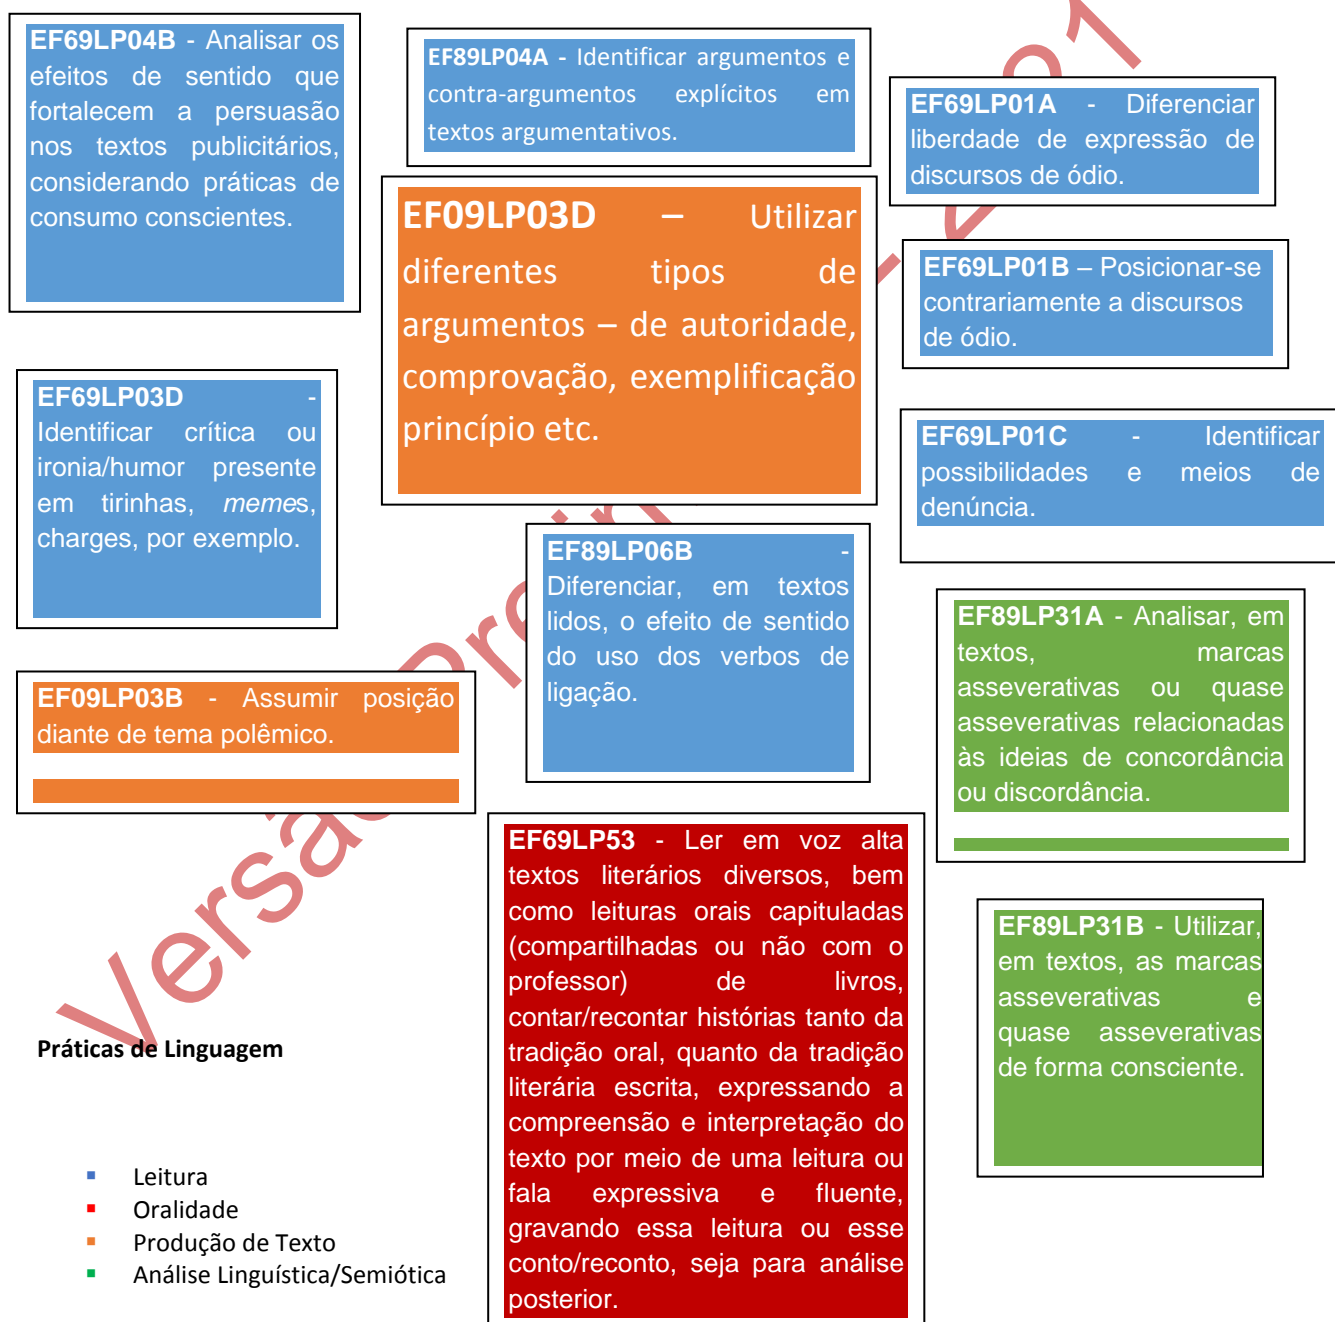 EF69LP04B - Analisar os
efeitos de sentido que
fortalecem a persuasão
nos textos publicitários,
considerando práticas de
consumo conscientes.
EF89LP04A - Identificar argumentos e
contra-argumentos explícitos em
textos argumentativos.
EF69LP01A - Diferenciar
liberdade de expressão de
discursos de ódio.
EF09LP03D – Utilizar
diferentes tipos de
argumentos – de autoridade,
comprovação, exemplificação
princípio etc.
EF69LP01B – Posicionar-se
contrariamente a discursos
de ódio.
EF69LP03D -
Identificar crítica ou
ironia/humor presente
em tirinhas, memes,
charges, por exemplo.
EF69LP01C - Identificar
possibilidades e meios de
denúncia.
EF89LP06B -
Diferenciar, em textos
lidos, o efeito de sentido
do uso dos verbos de
ligação.
EF89LP31A - Analisar, em
textos, marcas
asseverativas ou quase
asseverativas relacionadas
às ideias de concordância
ou discordância.
EF09LP03B - Assumir posição
diante de tema polêmico.
EF69LP53 - Ler em voz alta
textos literários diversos, bem
como leituras orais capituladas
(compartilhadas ou não com o
professor) de livros,
contar/recontar histórias tanto da
tradição oral, quanto da tradição
literária escrita, expressando a
compreensão e interpretação do
texto por meio de uma leitura ou
fala expressiva e fluente,
gravando essa leitura ou esse
conto/reconto, seja para análise
posterior.
EF89LP31B - Utilizar,
em textos, as marcas
asseverativas e
quase asseverativas
de forma consciente.
Práticas de Linguagem
Leitura
Oralidade
Produção de Texto
Análise Linguística/Semiótica